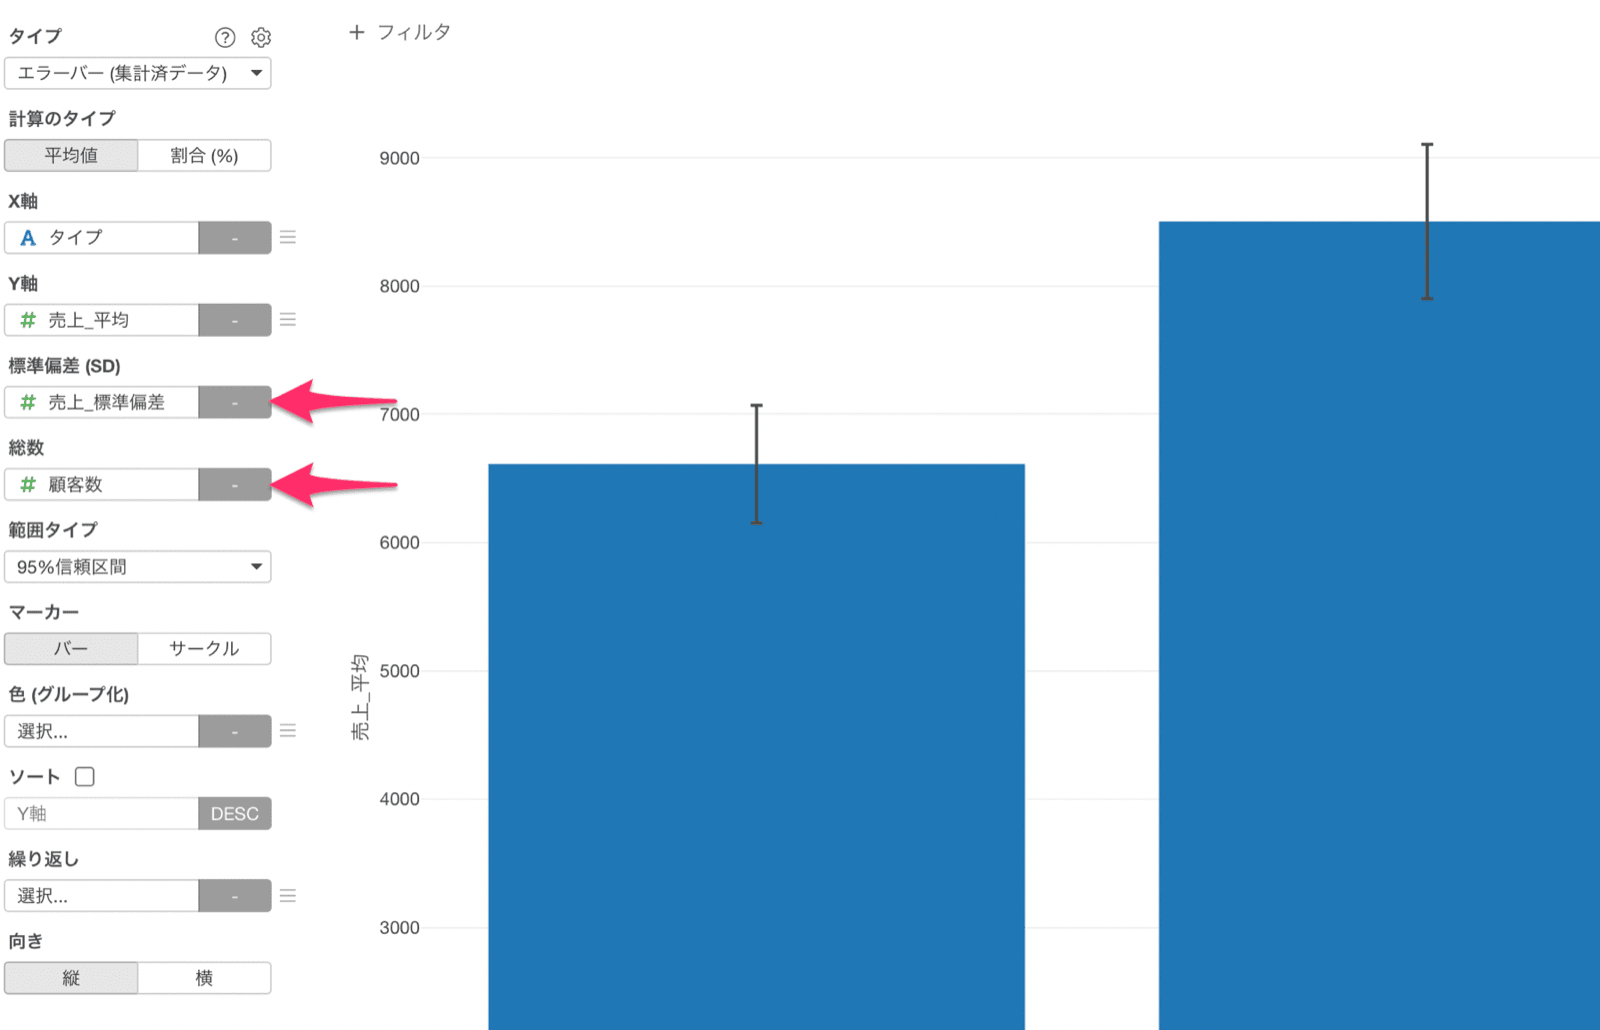 タイプ
エラーバー (集計済データ)
計算のタイプ
平均値 割合 (%)
X軸
A タイプ -
Y軸
# 売上_平均 -
標準偏差 (SD)
# 売上_標準偏差 -
総数
# 顧客数 -
範囲タイプ
95%信頼区間
マーカー
バー サークル
色 (グループ化)
選択... -
ソート
Y軸 DESC
繰り返し
選択... -
向き
縦 横
+ フィルタ
9000
8000
7000
6000
5000
4000
3000
売上_平均